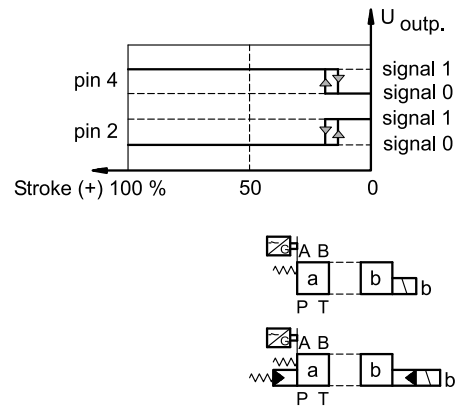 U outp.
pin 4
signal 1
signal 0
pin 2
signal 1
signal 0
Stroke (+) 100 %
50
0
G
A B
a
b
b
P T
G
A B
a
b
b
P T